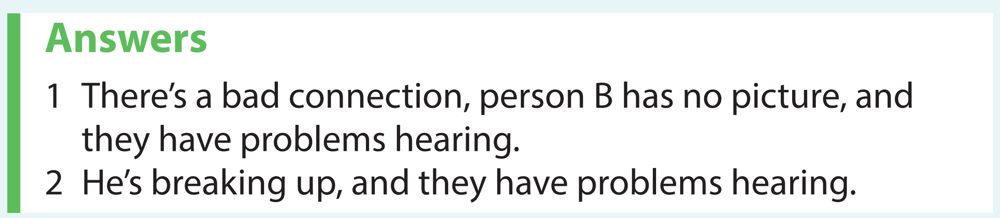 Answers
1 There’s a bad connection, person B has no picture, and
they have problems hearing.
2 He’s breaking up, and they have problems hearing.